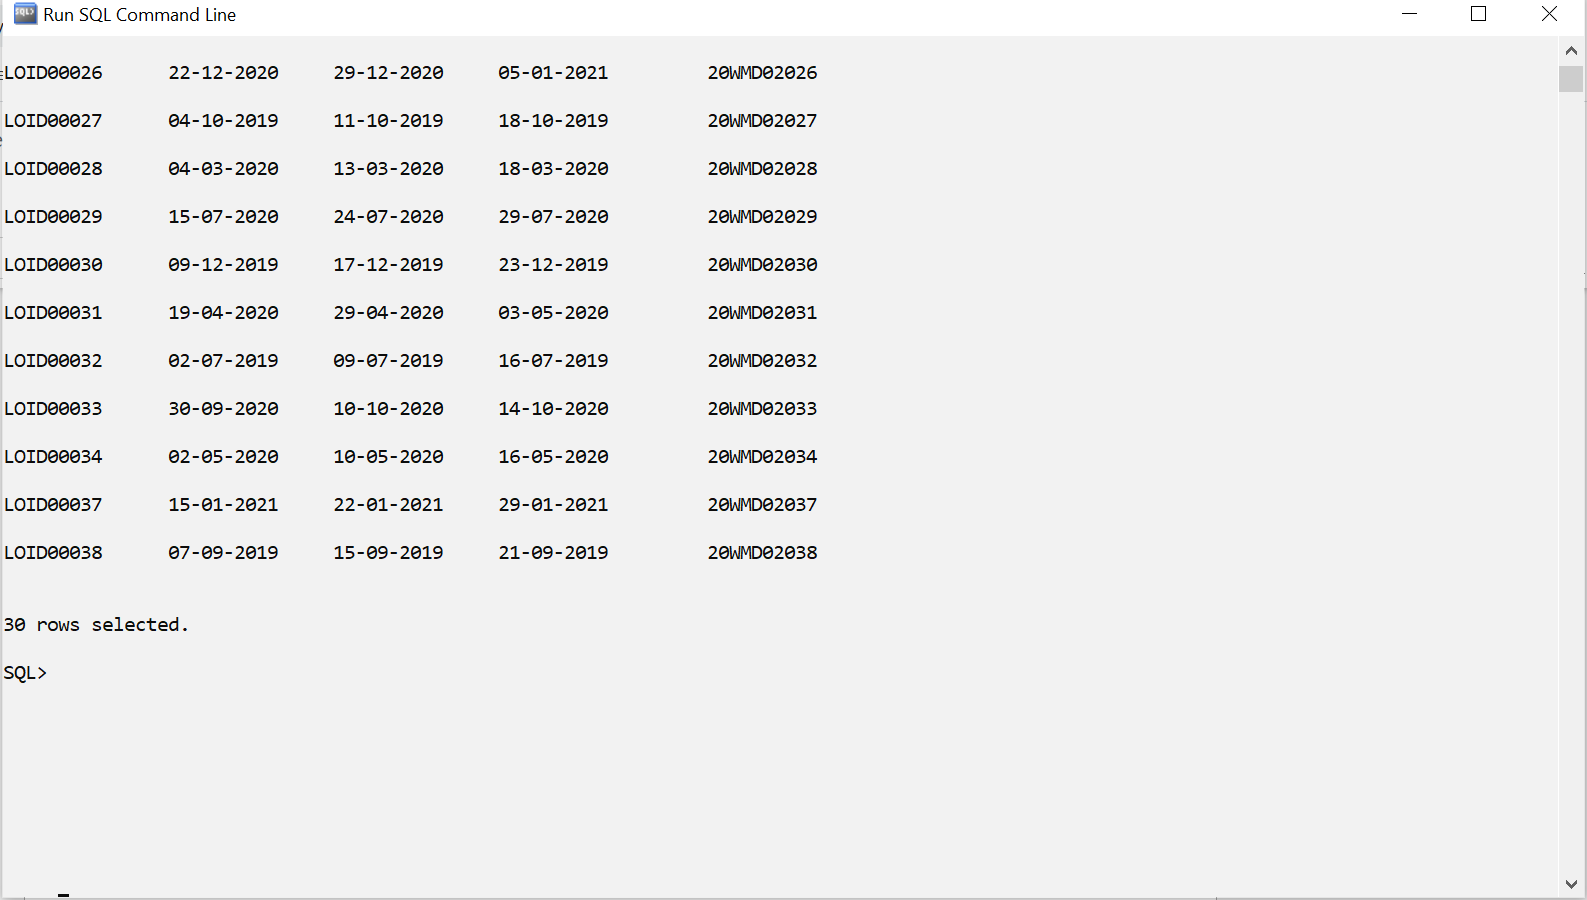 Run SQL Command Line
LOID00026 22-12-2020 29-12-2020 05-01-2021 20WMD02026
LOID00027 04-10-2019 11-10-2019 18-10-2019 20WMD02027
LOID00028 04-03-2020 13-03-2020 18-03-2020 20WMD02028
LOID00029 15-07-2020 24-07-2020 29-07-2020 20WMD02029
LOID00030 09-12-2019 17-12-2019 23-12-2019 20WMD02030
LOID00031 19-04-2020 29-04-2020 03-05-2020 20WMD02031
LOID00032 02-07-2019 09-07-2019 16-07-2019 20WMD02032
LOID00033 30-09-2020 10-10-2020 14-10-2020 20WMD02033
LOID00034 02-05-2020 10-05-2020 16-05-2020 20WMD02034
LOID00037 15-01-2021 22-01-2021 29-01-2021 20WMD02037
LOID00038 07-09-2019 15-09-2019 21-09-2019 20WMD02038
30 rows selected.
SQL>